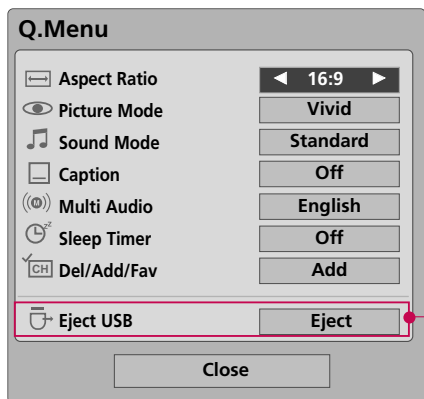 Q.Menu
Aspect Ratio ◄ 16:9 ►
Picture Mode Vivid
Sound Mode Standard
Caption Off
Multi Audio English
Sleep Timer Off
CH Del/Add/Fav Add
Eject USB Eject
Close